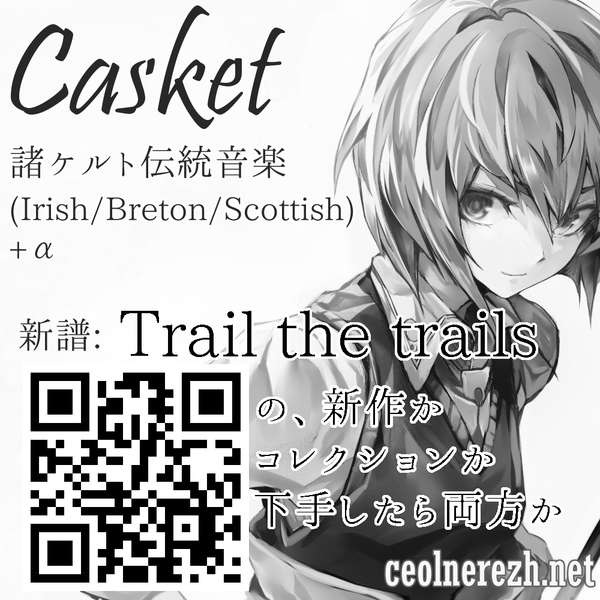 Casket
諸ケルト伝統音楽
(Irish/Breton/Scottish)
+α
新譜: Trail the trails
の、新作か
コレクションか
下手したら両方か
ceolnerezh.net